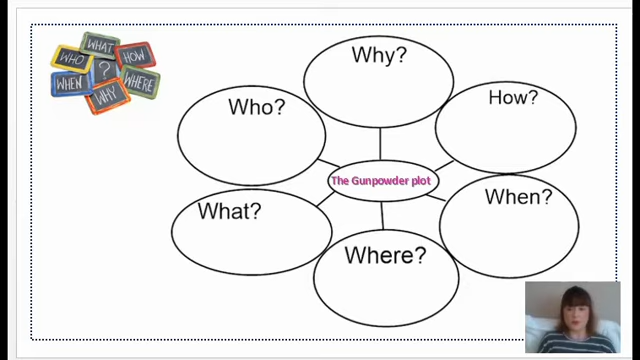 WHAT
WHO
HOW
?
WHEN
WHERE
WHY
Why?
Who?
How?
The Gunpowder plot
What?
When?
Where?